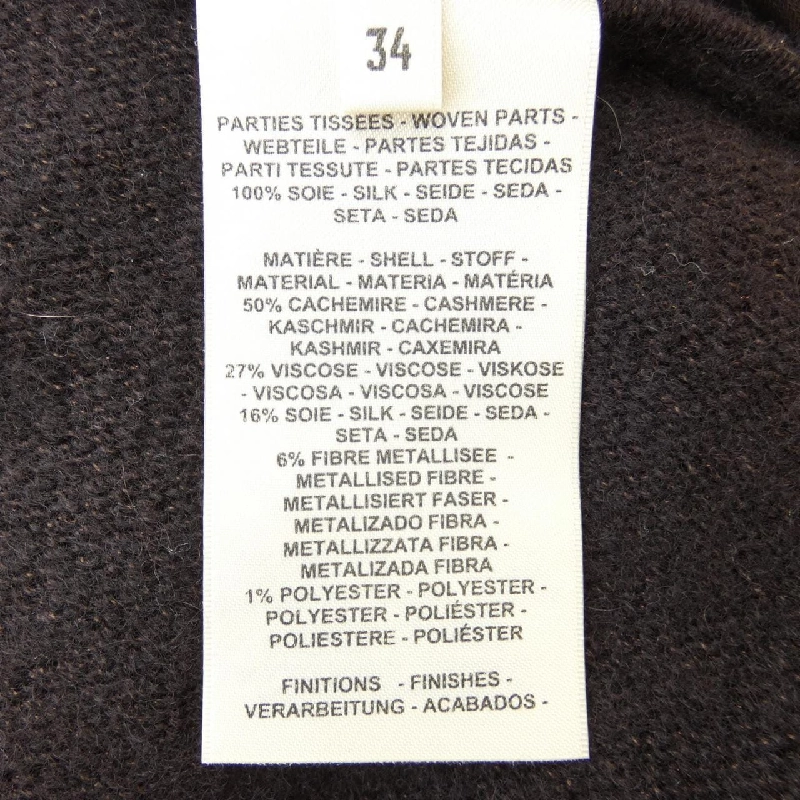 34
PARTIES TISSEES - WOVEN PARTS -
WEBTEILE - PARTES TEJIDAS -
PARTI TESSUTE - PARTES TECIDAS
100% SOIE - SILK - SEIDE - SEDA -
SETA - SEDA
MATIÈRE - SHELL - STOFF -
MATERIAL - MATERIA - MATÉRIA
50% CACHEMIRE - CASHMERE -
KASCHMIR - CACHEMIRA -
KASHMIR - CAXEMIRA
27% VISCOSE - VISCOSE - VISKOSE
- VISCOSA - VISCOSA - VISCOSE
16% SOIE - SILK - SEIDE - SEDA -
SETA - SEDA
6% FIBRE METALLISEE -
METALLISED FIBRE -
METALLISIERT FASER -
METALIZADO FIBRA -
METALLIZZATA FIBRA -
METALIZADA FIBRA
1% POLYESTER - POLYESTER -
POLYESTER - POLIÉSTER -
POLIESTERE - POLIÉSTER
FINITIONS - FINISHES -
VERARBEITUNG - ACABADOS -